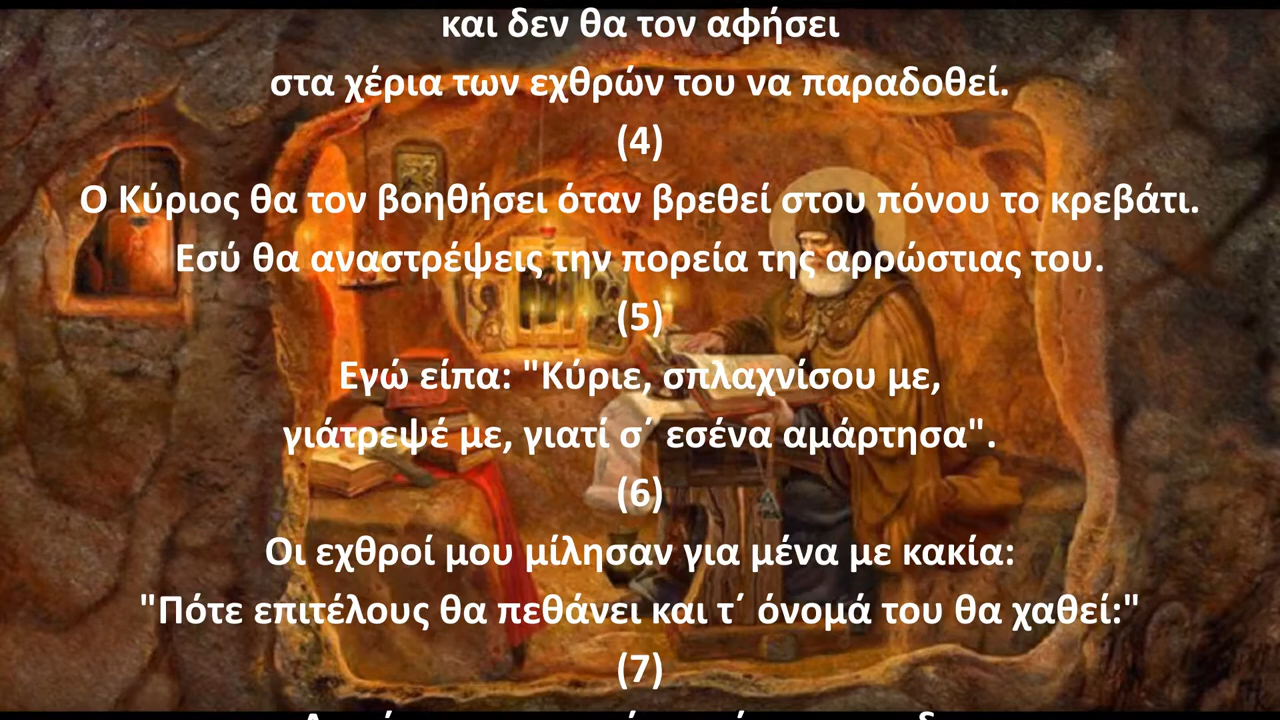 και δεν θα τον αφήσει
στα χέρια των εχθρών του να παραδοθεί.
(4)
Ο Κύριος θα τον βοηθήσει όταν βρεθεί στου πόνου το κρεβάτι.
Εσύ θα αναστρέψεις την πορεία της αρρώστιας του.
(5)
Εγώ είπα: "Κύριε, σπλαχνίσου με,
γιάτρεψέ με, γιατί σ΄ εσένα αμάρτησα".
(6)
Οι εχθροί μου μίλησαν για μένα με κακία:
"Πότε επιτέλους θα πεθάνει και τ΄ όνομά του θα χαθεί:"
(7)